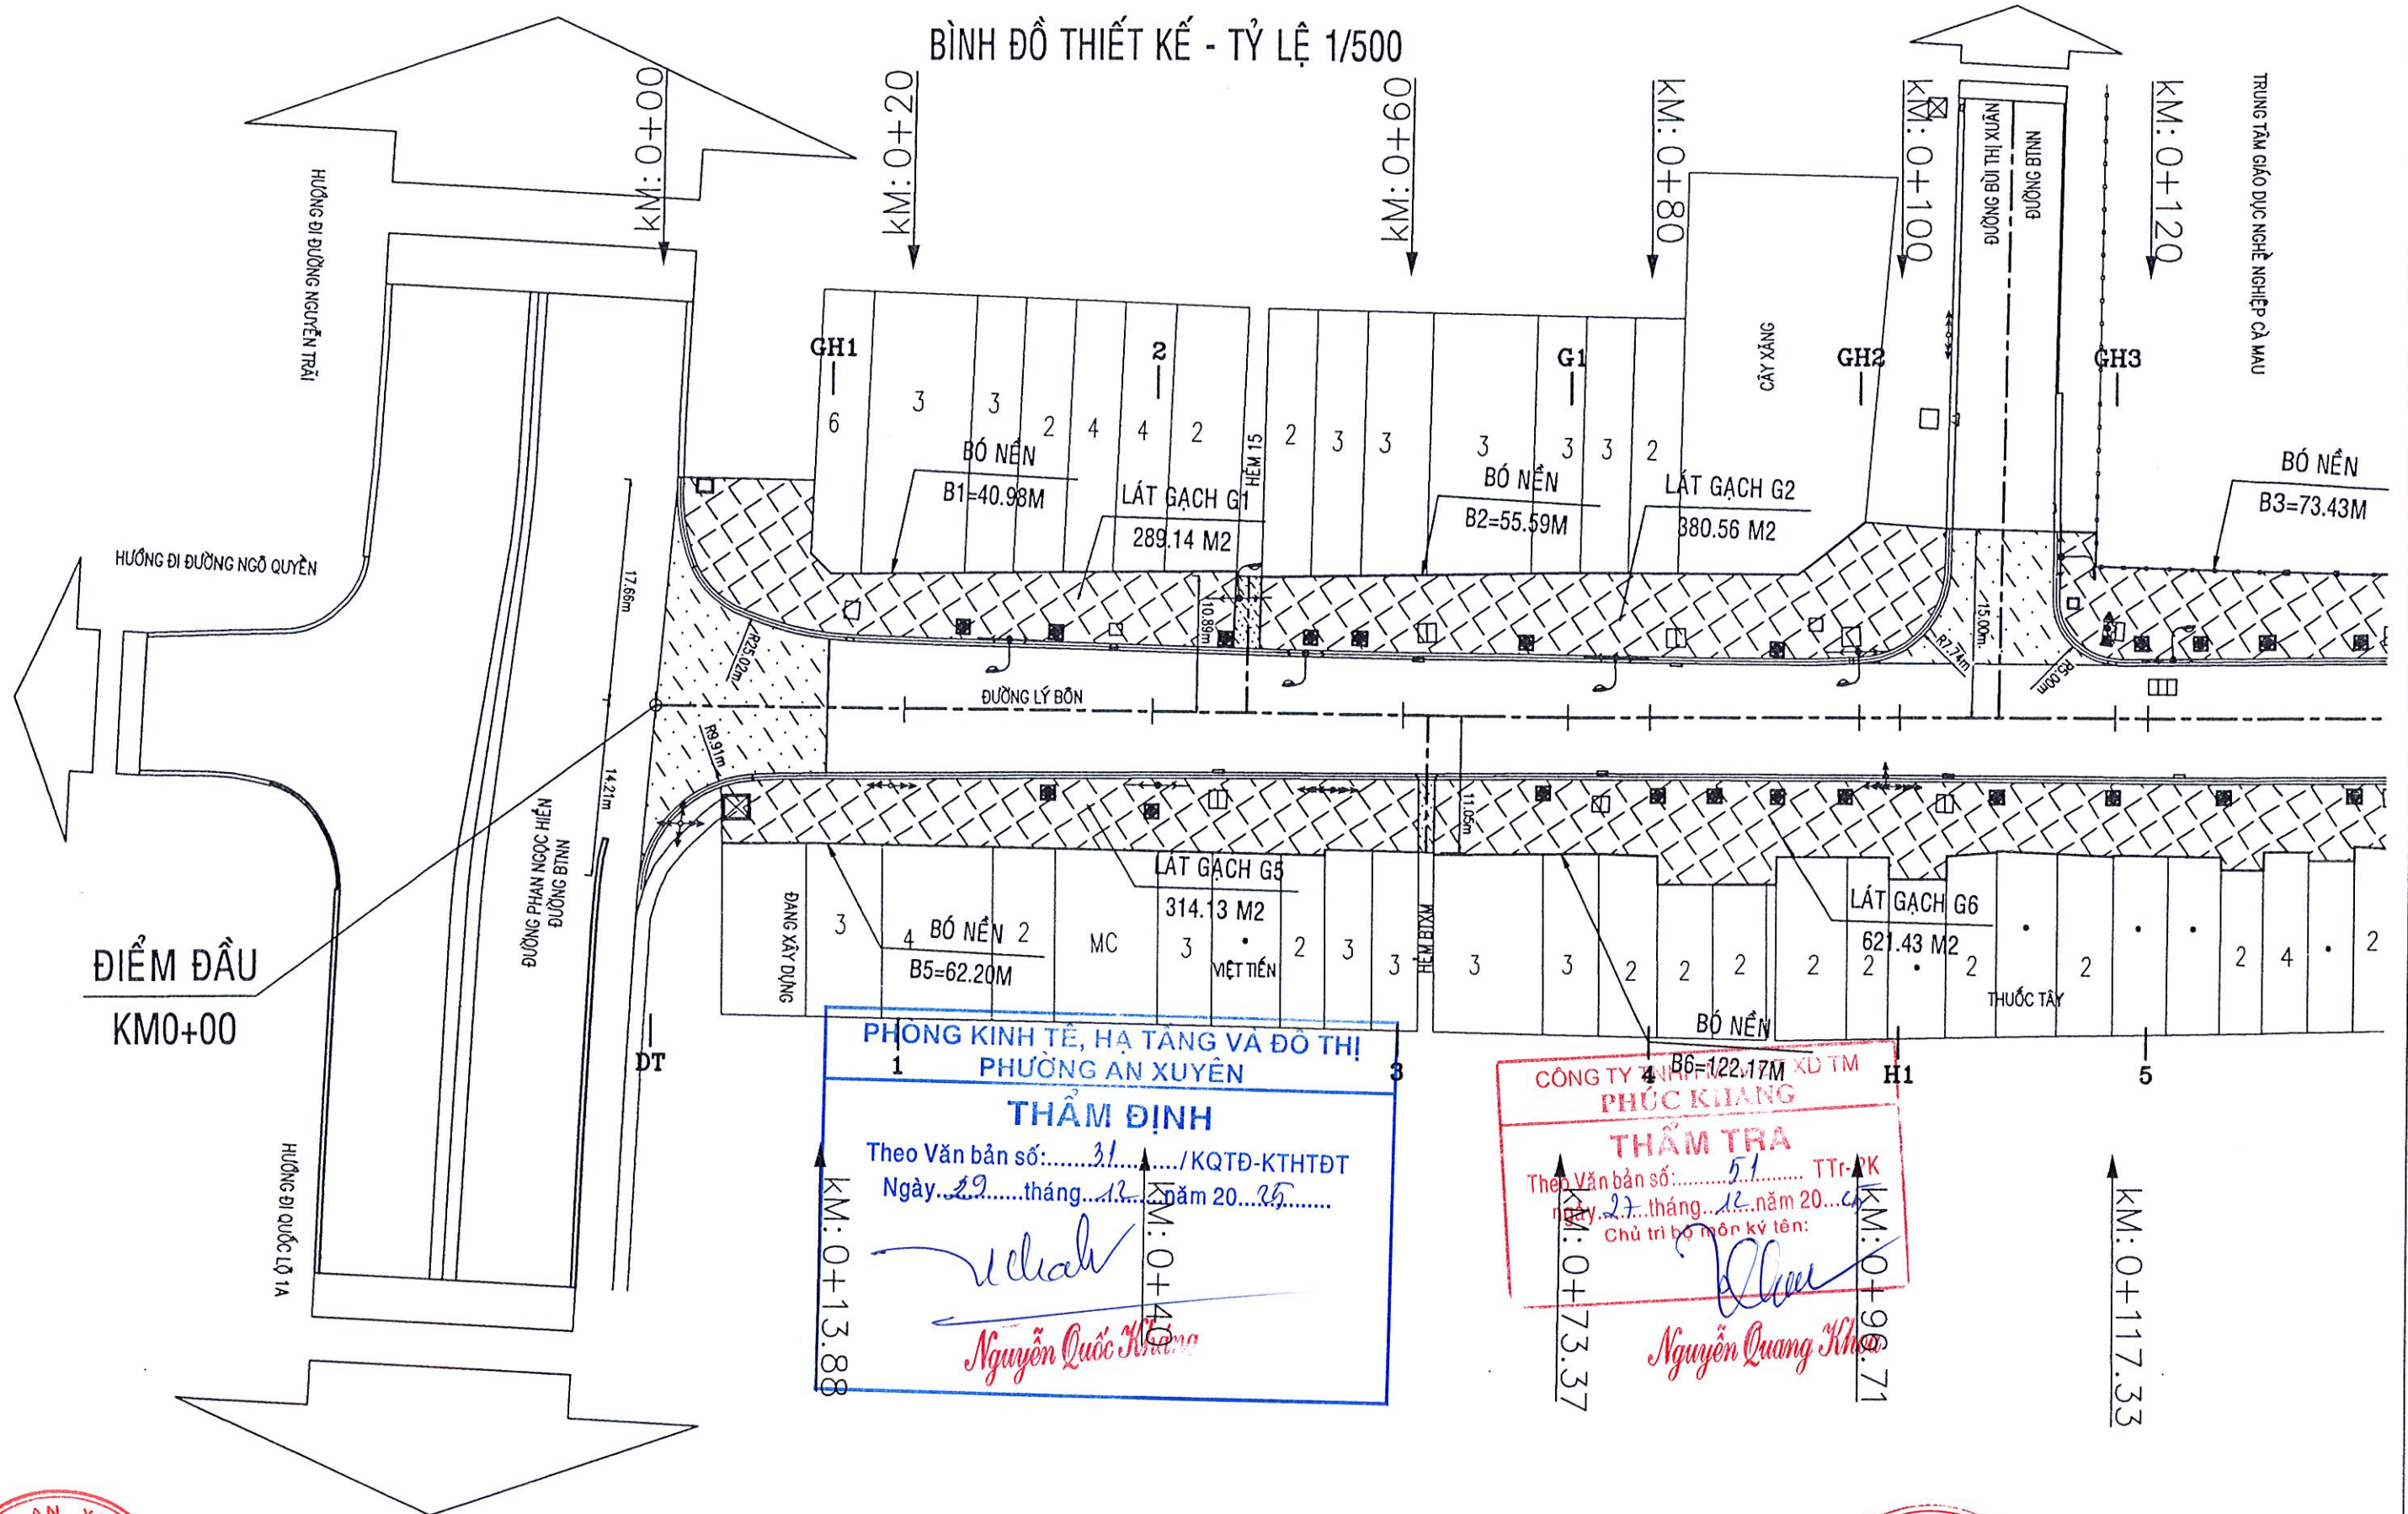 BÌNH ĐỒ THIẾT KẾ - TỶ LỆ 1/500
KM: 0+00
KM: 0+20
KM: 0+60
KM: 0+80
KM: 0+100
KM: 0+120
HƯỚNG ĐI ĐƯỜNG NGUYỄN TRÃI
ĐƯỜNG BÙI THỊ XUÂN
ĐƯỜNG BTNN
TRUNG TÂM GIÁO DỤC NGHỀ NGHIỆP CÀ MAU
GH1
2
G1
CÂY XĂNG
GH2
GH3
6
3
3
2
4
4
2
HẺM 15
2
3
3
3
3
3
2
BÓ NỀN
B1=40.98M
LÁT GẠCH G1
289.14 M2
BÓ NỀN
B2=55.59M
LÁT GẠCH G2
380.56 M2
BÓ NỀN
B3=73.43M
HƯỚNG ĐI ĐƯỜNG NGÔ QUYỀN
17.66m
R25.02m
10.89m
R7.74m
15.00m
R5.00m
ĐƯỜNG LÝ BÔN
R9.91m
14.21m
11.05m
ĐƯỜNG PHAN NGỌC HIỂN
ĐƯỜNG BTNN
ĐIỂM ĐẦU
KM0+00
ĐANG XÂY DỰNG
3
4
BÓ NỀN
B5=62.20M
2
MC
LÁT GẠCH G5
314.13 M2
3
VIỆT TIẾN
2
3
3
HẺM BTXM
3
3
2
2
2
2
2
LÁT GẠCH G6
621.43 M2
2
THUỐC TÂY
2
2
4
2
BÓ NỀN
B6=122.17M
DT
1
3
4
H1
5
HƯỚNG ĐI QUỐC LỘ 1A
PHÒNG KINH TẾ, HẠ TẦNG VÀ ĐÔ THỊ
PHƯỜNG AN XUYÊN
THẨM ĐỊNH
Theo Văn bản số:.....31...../KQTĐ-KTHTĐT
Ngày..29......tháng...12...năm 20...25.........
Nguyễn Quốc Khánh
CÔNG TY TNHH XD TM
PHÚC KHANG
THẨM TRA
Theo Văn bản số:..........51.......... TTr-PK
ngày..27..tháng..12..năm 20...
Chủ trì bộ môn ký tên:
Nguyễn Quang Khoa
KM: 0+13.88
KM: 0+40
KM: 0+73.37
KM: 0+96.71
KM: 0+117.33
AN X